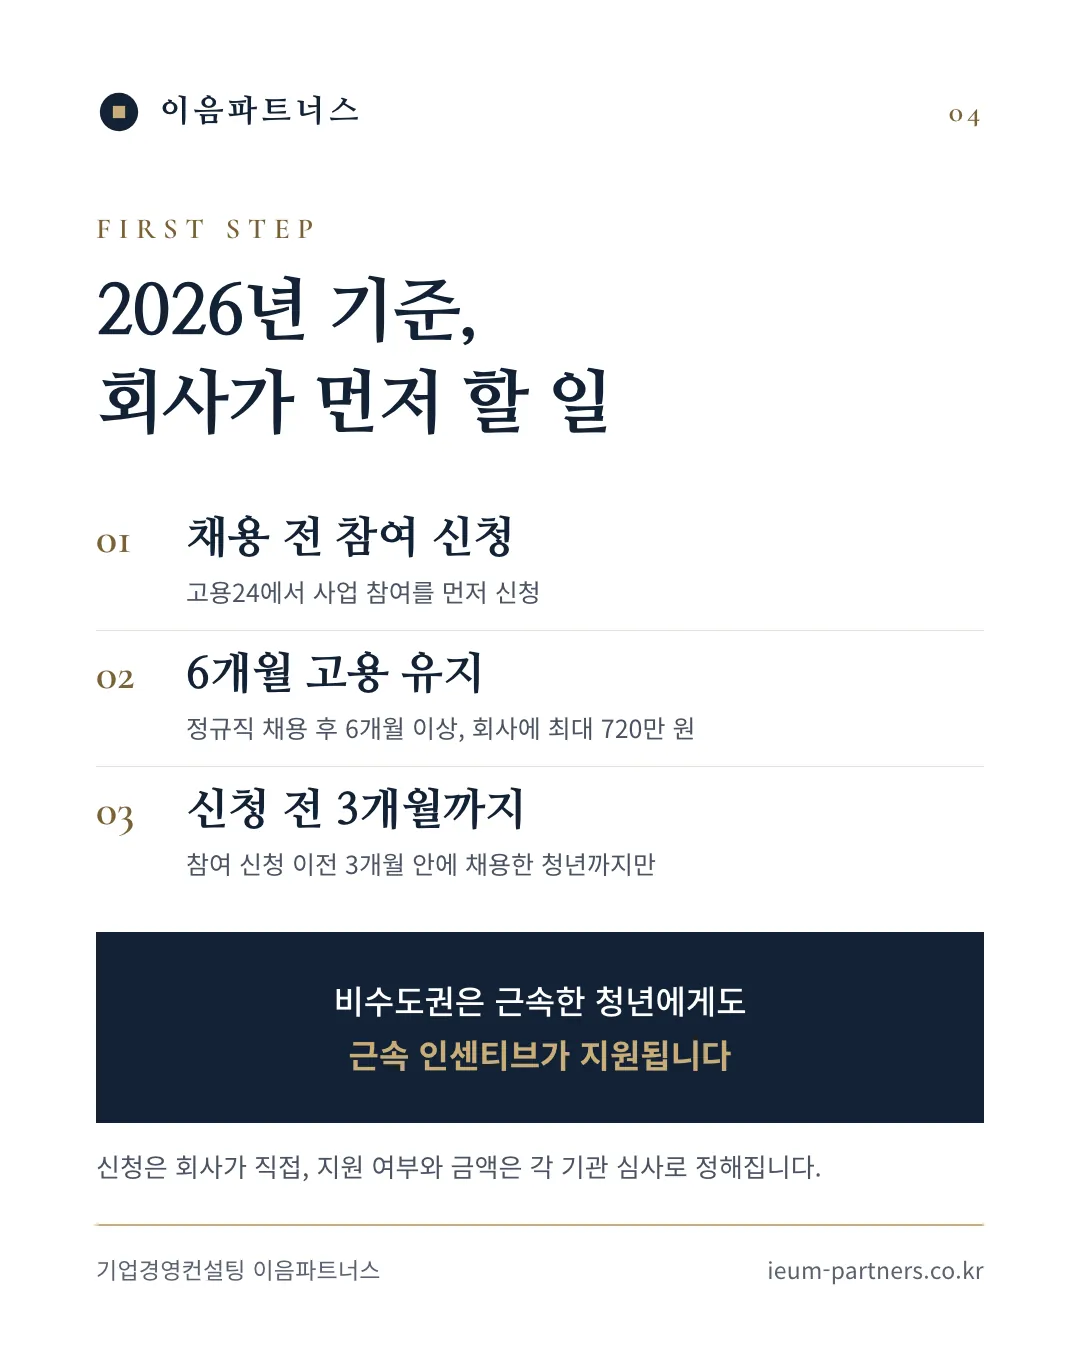 이음파트너스
04
FIRST STEP
2026년 기준,
회사가 먼저 할 일
01 채용 전 참여 신청
고용24에서 사업 참여를 먼저 신청
02 6개월 고용 유지
정규직 채용 후 6개월 이상, 회사에 최대 720만 원
03 신청 전 3개월까지
참여 신청 이전 3개월 안에 채용한 청년까지만
비수도권은 근속한 청년에게도
근속 인센티브가 지원됩니다
신청은 회사가 직접, 지원 여부와 금액은 각 기관 심사로 정해집니다.
기업경영컨설팅 이음파트너스
ieum-partners.co.kr